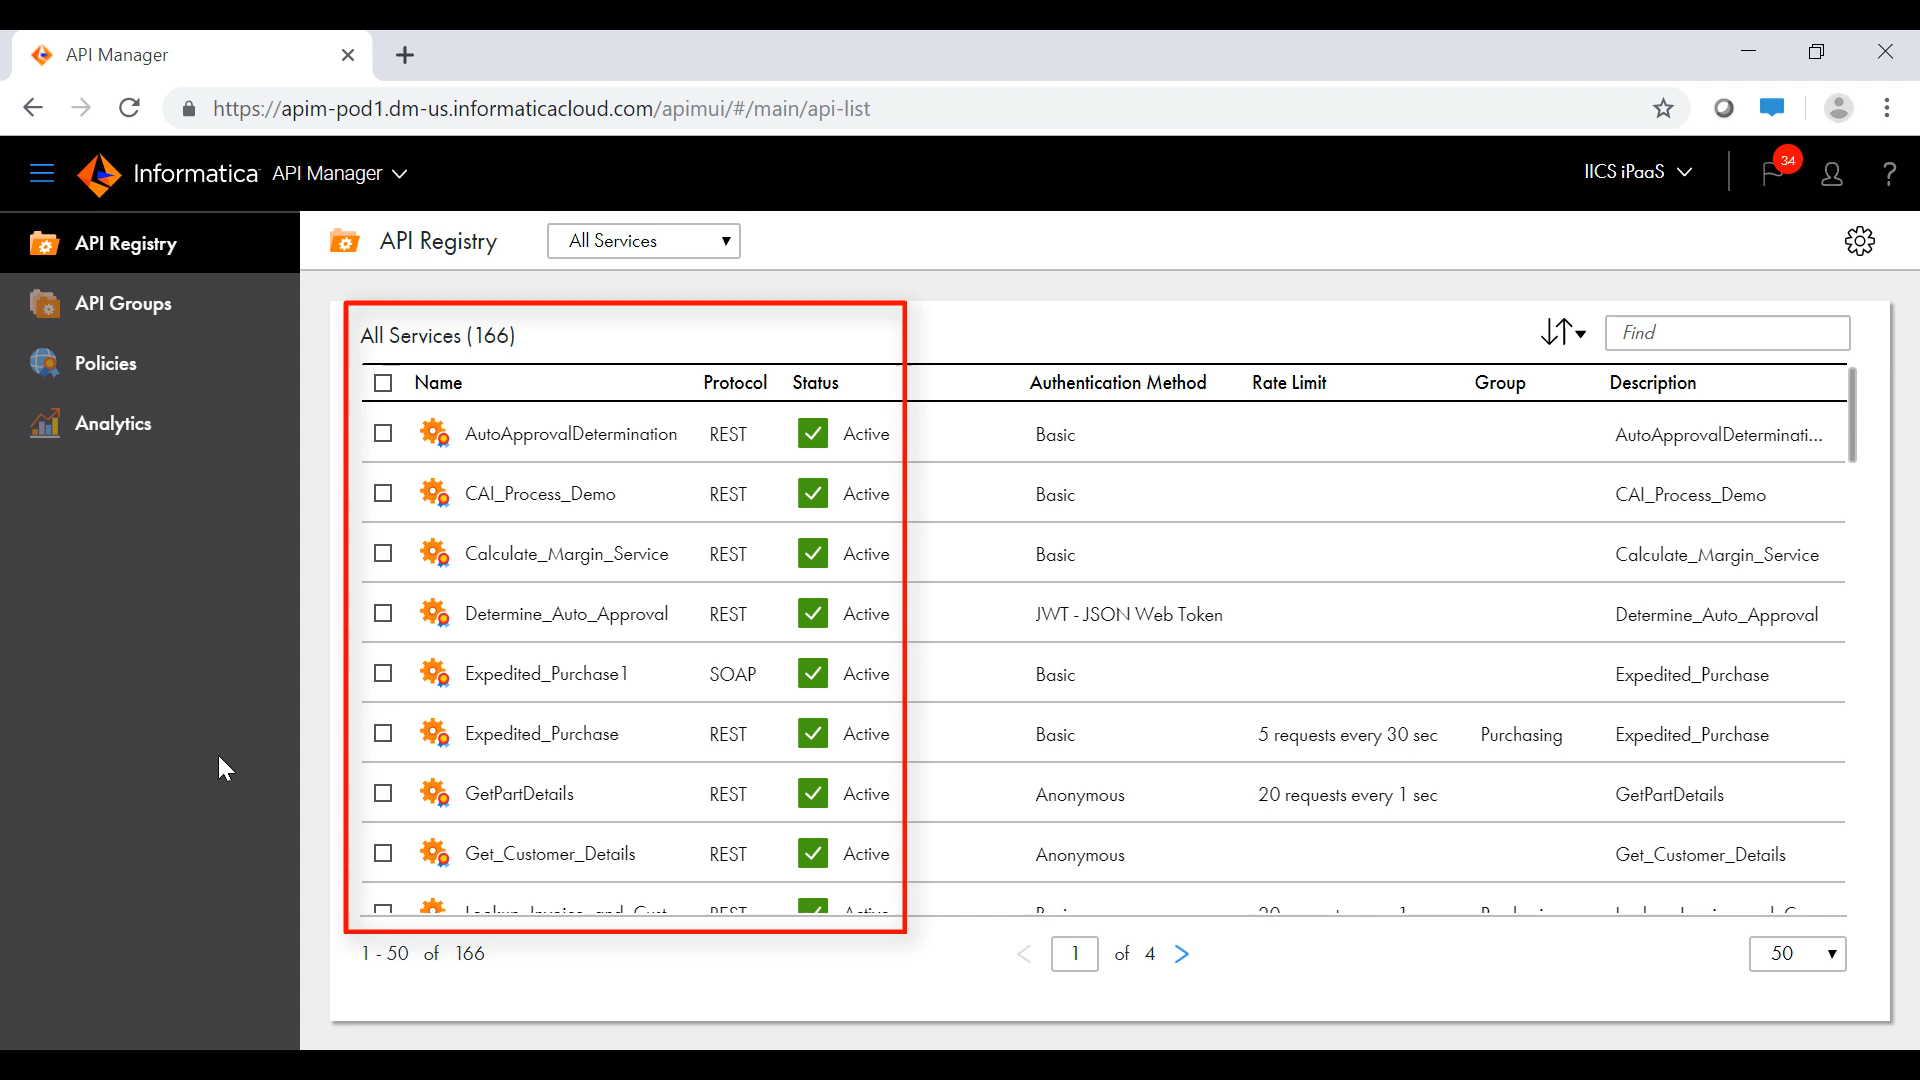 API Manager
https://apim-pod1.dm-us.informaticacloud.com/apimui/#/main/api-list
Informatica API Manager
IICS iPaaS
34
?
API Registry
API Groups
Policies
Analytics
API Registry
All Services
All Services (166)
Find
Name Protocol Status Authentication Method Rate Limit Group Description
AutoApprovalDetermination REST Active Basic AutoApprovalDeterminati...
CAI_Process_Demo REST Active Basic CAI_Process_Demo
Calculate_Margin_Service REST Active Basic Calculate_Margin_Service
Determine_Auto_Approval REST Active JWT - JSON Web Token Determine_Auto_Approval
Expedited_Purchase1 SOAP Active Basic Expedited_Purchase
Expedited_Purchase REST Active Basic 5 requests every 30 sec Purchasing Expedited_Purchase
GetPartDetails REST Active Anonymous 20 requests every 1 sec GetPartDetails
Get_Customer_Details REST Active Anonymous Get_Customer_Details
1 - 50 of 166
1 of 4
50